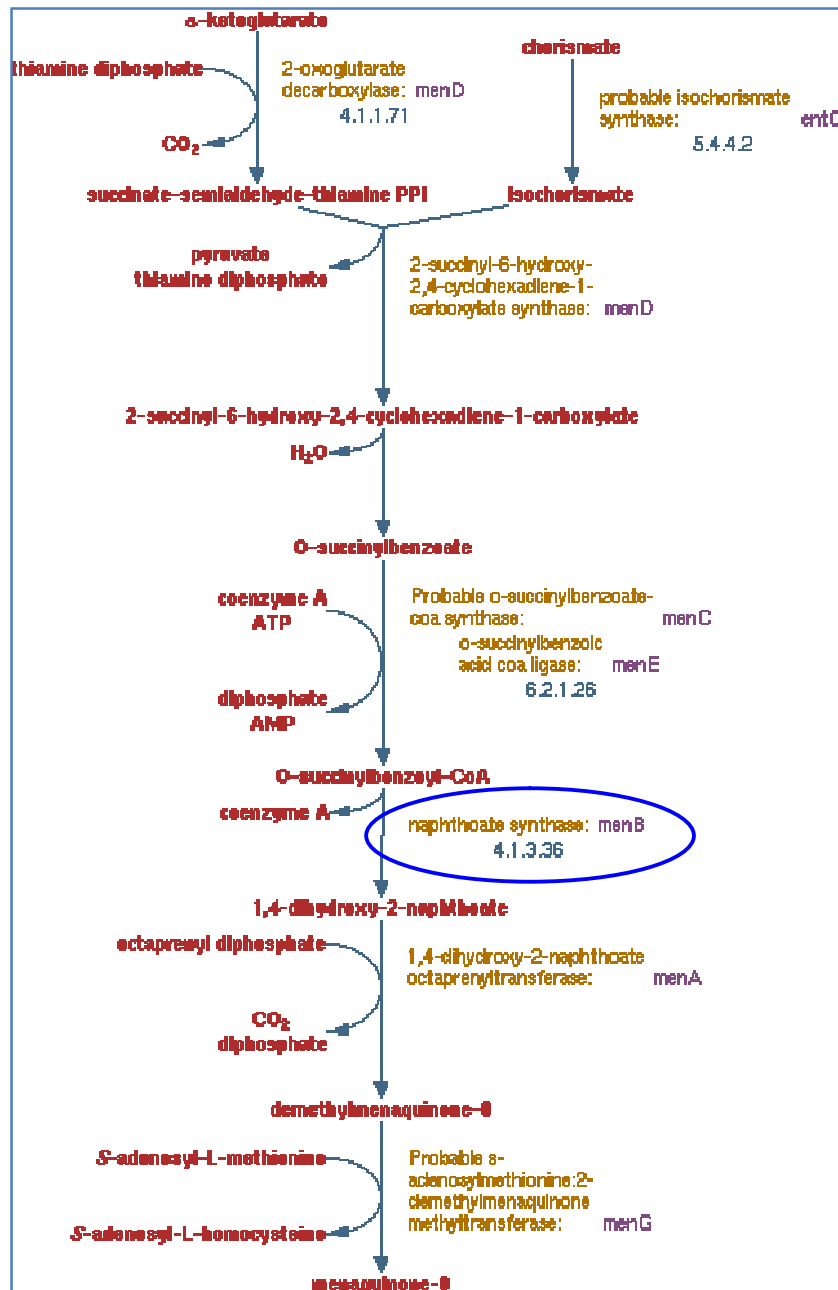 α-ketoglutarate
chorismate
thiamine diphosphate
2-oxoglutarate
decarboxylase: menD
4.1.1.71
probable isochorismate
synthase: entC
5.4.4.2
CO2
succinate-semialdehyde-thiamine PPI
isochorismate
pyruvate
thiamine diphosphate
2-succinyl-6-hydroxy-
2,4-cyclohexadiene-1-
carboxylate synthase: menD
2-succinyl-6-hydroxy-2,4-cyclohexadiene-1-carboxylate
H2O
O-succinylbenzoate
coenzyme A
ATP
Probable o-succinylbenzoate-
coa synthase: menC
o-succinylbenzoic
acid coa ligase: menE
6.2.1.26
diphosphate
AMP
O-succinylbenzoyl-CoA
coenzyme A
naphthoate synthase: menB
4.1.3.36
1,4-dihydroxy-2-naphthoate
octaprenyl diphosphate
1,4-dihydroxy-2-naphthoate
octaprenyltransferase: menA
CO2
diphosphate
demethylmenaquinone-8
S-adenosyl-L-methionine
Probable s-
adenosylmethionine:2-
demethylmenaquinone
methyltransferase: menG
S-adenosyl-L-homocysteine
menaquinone-8